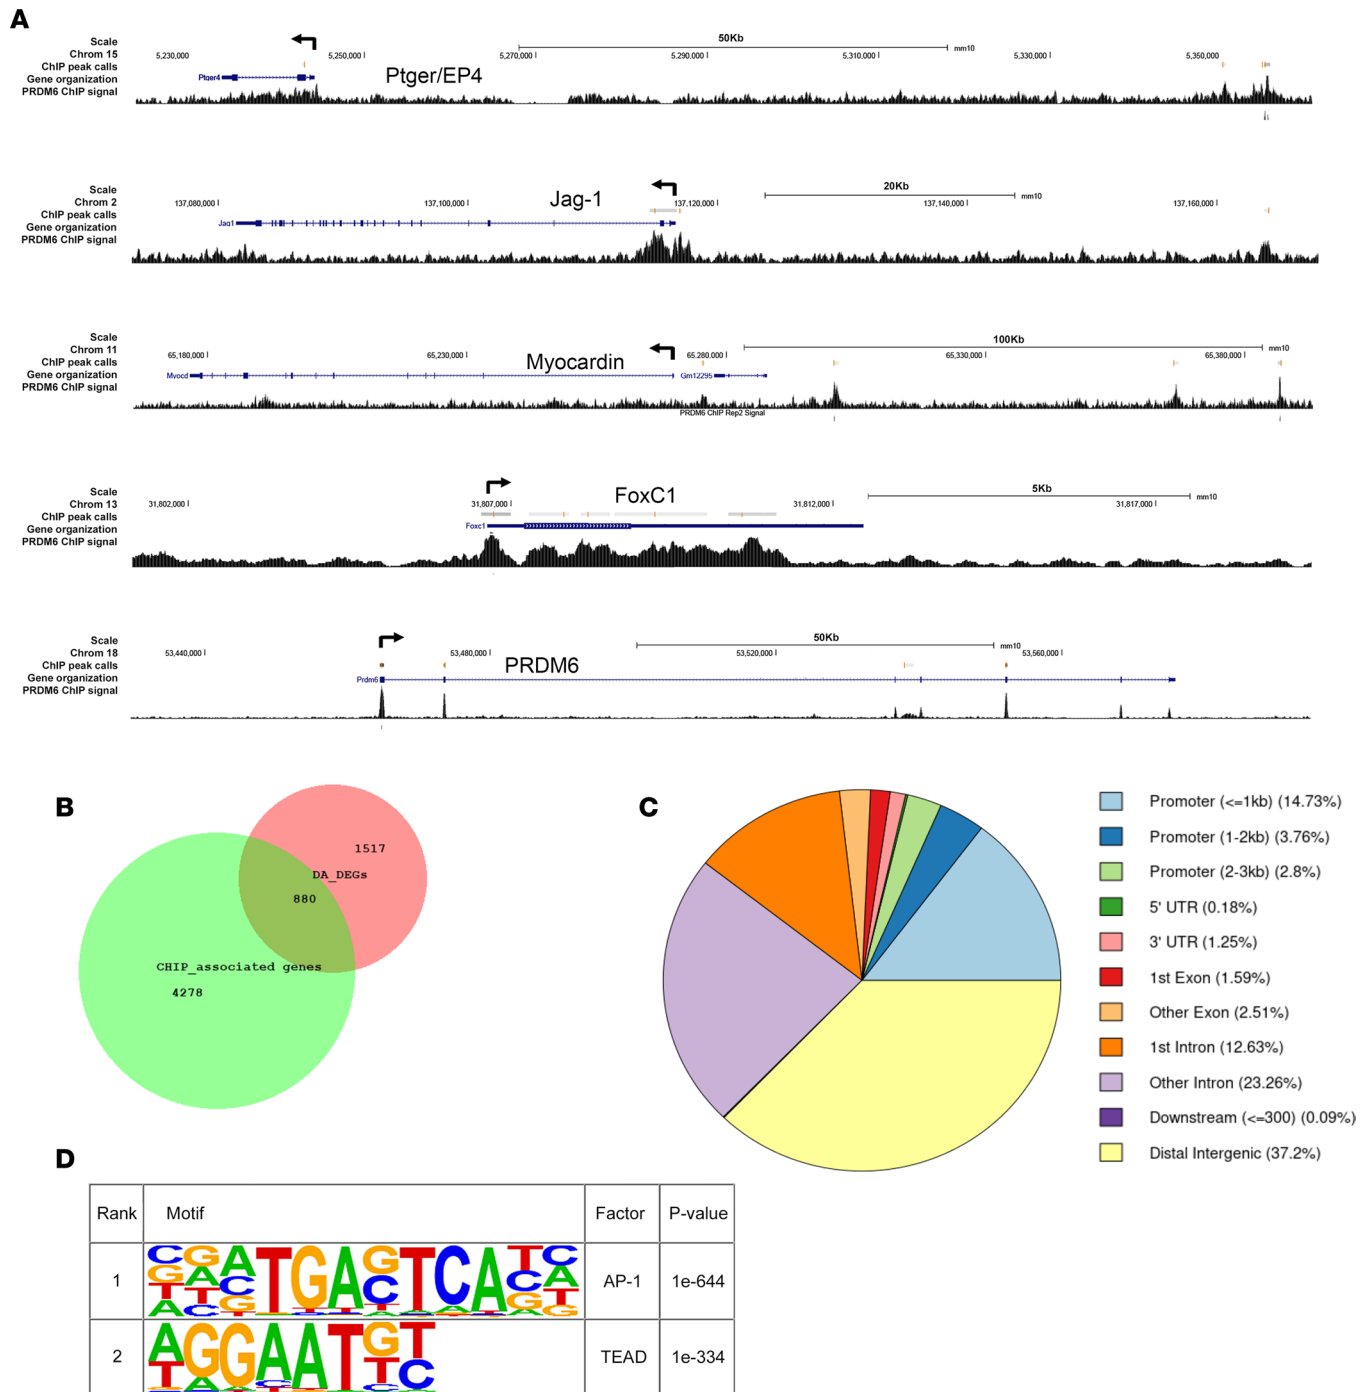 A
Scale
50Kb
mm10
Chrom 15
5,230,000
5,250,000
5,270,000
5,290,000
5,310,000
5,330,000
5,350,000
ChIP peak calls
Gene organization
Ptger4
Ptger/EP4
PRDM6 ChIP signal
Scale
20Kb
mm10
Chrom 2
137,080,000
137,100,000
Jag-1
137,120,000
137,140,000
137,160,000
ChIP peak calls
Gene organization
Jag1
PRDM6 ChIP signal
Scale
100Kb
mm10
Chrom 11
65,180,000
65,230,000
65,280,000
65,330,000
65,380,000
ChIP peak calls
Myocardin
Gene organization
Myocd
Gm12295
PRDM6 ChIP signal
PRDM6 ChIP Rep2 Signal
Scale
FoxC1
5Kb
mm10
Chrom 13
31,802,000
31,807,000
31,812,000
31,817,000
ChIP peak calls
Gene organization
Foxc1
PRDM6 ChIP signal
Scale
50Kb
mm10
Chrom 18
53,440,000
53,480,000
53,520,000
53,560,000
ChIP peak calls
PRDM6
Gene organization
Prdm6
PRDM6 ChIP signal
B
1517
DA_DEGs
880
CHIP_associated genes
4278
C
Promoter (<=1kb) (14.73%)
Promoter (1-2kb) (3.76%)
Promoter (2-3kb) (2.8%)
5' UTR (0.18%)
3' UTR (1.25%)
1st Exon (1.59%)
Other Exon (2.51%)
1st Intron (12.63%)
Other Intron (23.26%)
Downstream (<=300) (0.09%)
Distal Intergenic (37.2%)
D
Rank Motif Factor P-value
1 CGATGAGTCATC AP-1 1e-644
2 AGGAATGT TEAD 1e-334